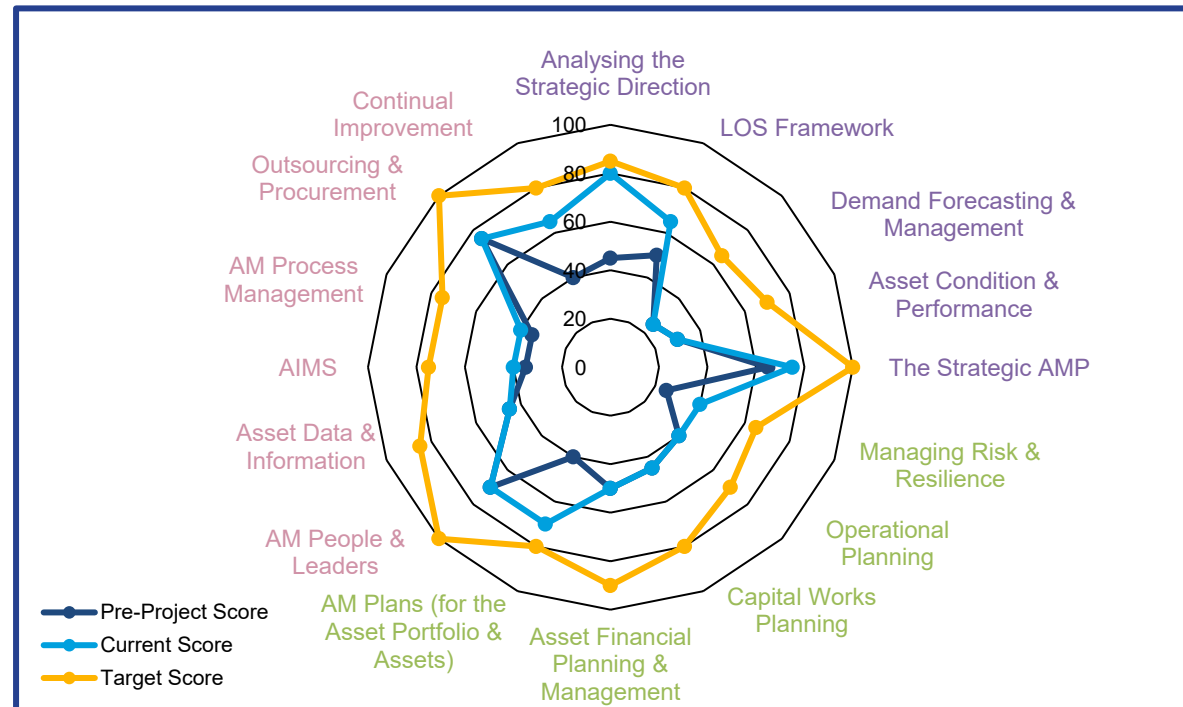 Analysing the
Strategic Direction
LOS Framework
Demand Forecasting &
Management
Asset Condition &
Performance
The Strategic AMP
Managing Risk &
Resilience
Operational
Planning
Capital Works
Planning
Asset Financial
Planning &
Management
AM Plans (for the
Asset Portfolio &
Assets)
AM People &
Leaders
Asset Data &
Information
AIMS
AM Process
Management
Outsourcing &
Procurement
Continual
Improvement
100
80
60
40
20
0
Pre-Project Score
Current Score
Target Score